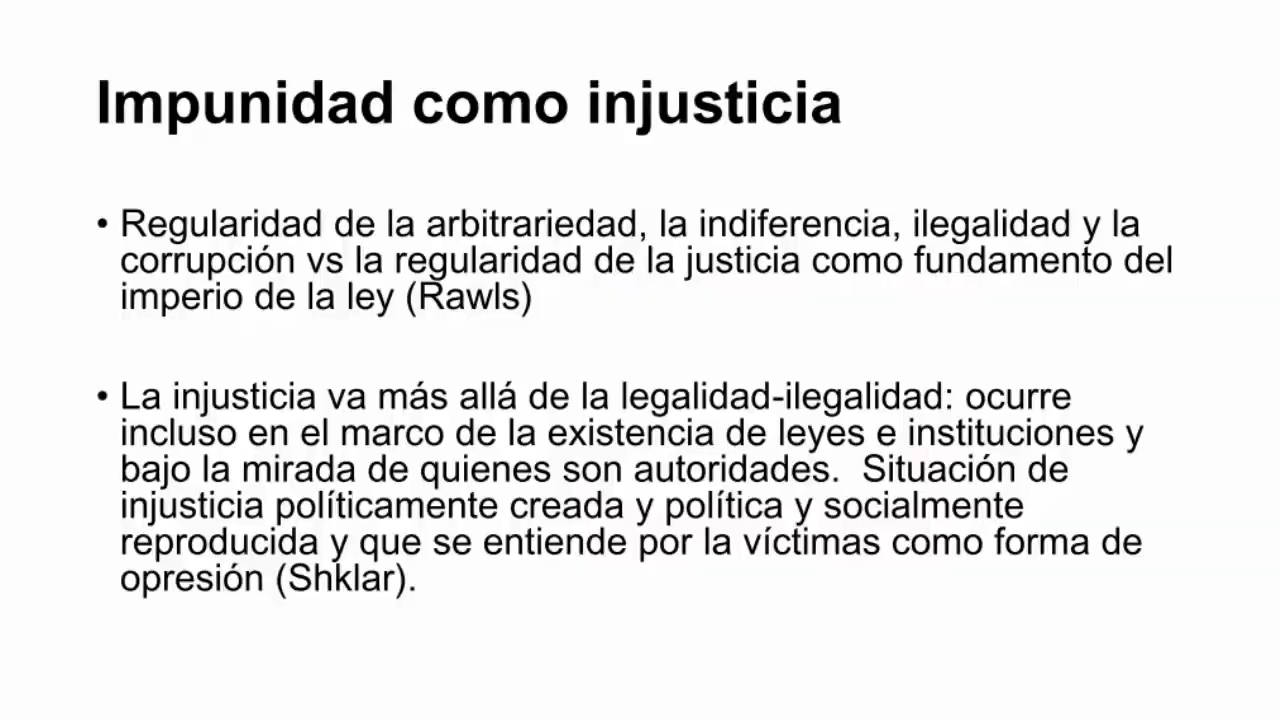 Impunidad como injusticia
• Regularidad de la arbitrariedad, la indiferencia, ilegalidad y la
corrupción vs la regularidad de la justicia como fundamento del
imperio de la ley (Rawls)
• La injusticia va más allá de la legalidad-ilegalidad: ocurre
incluso en el marco de la existencia de leyes e instituciones y
bajo la mirada de quienes son autoridades.  Situación de
injusticia políticamente creada y política y socialmente
reproducida y que se entiende por la víctimas como forma de
opresión (Shklar).